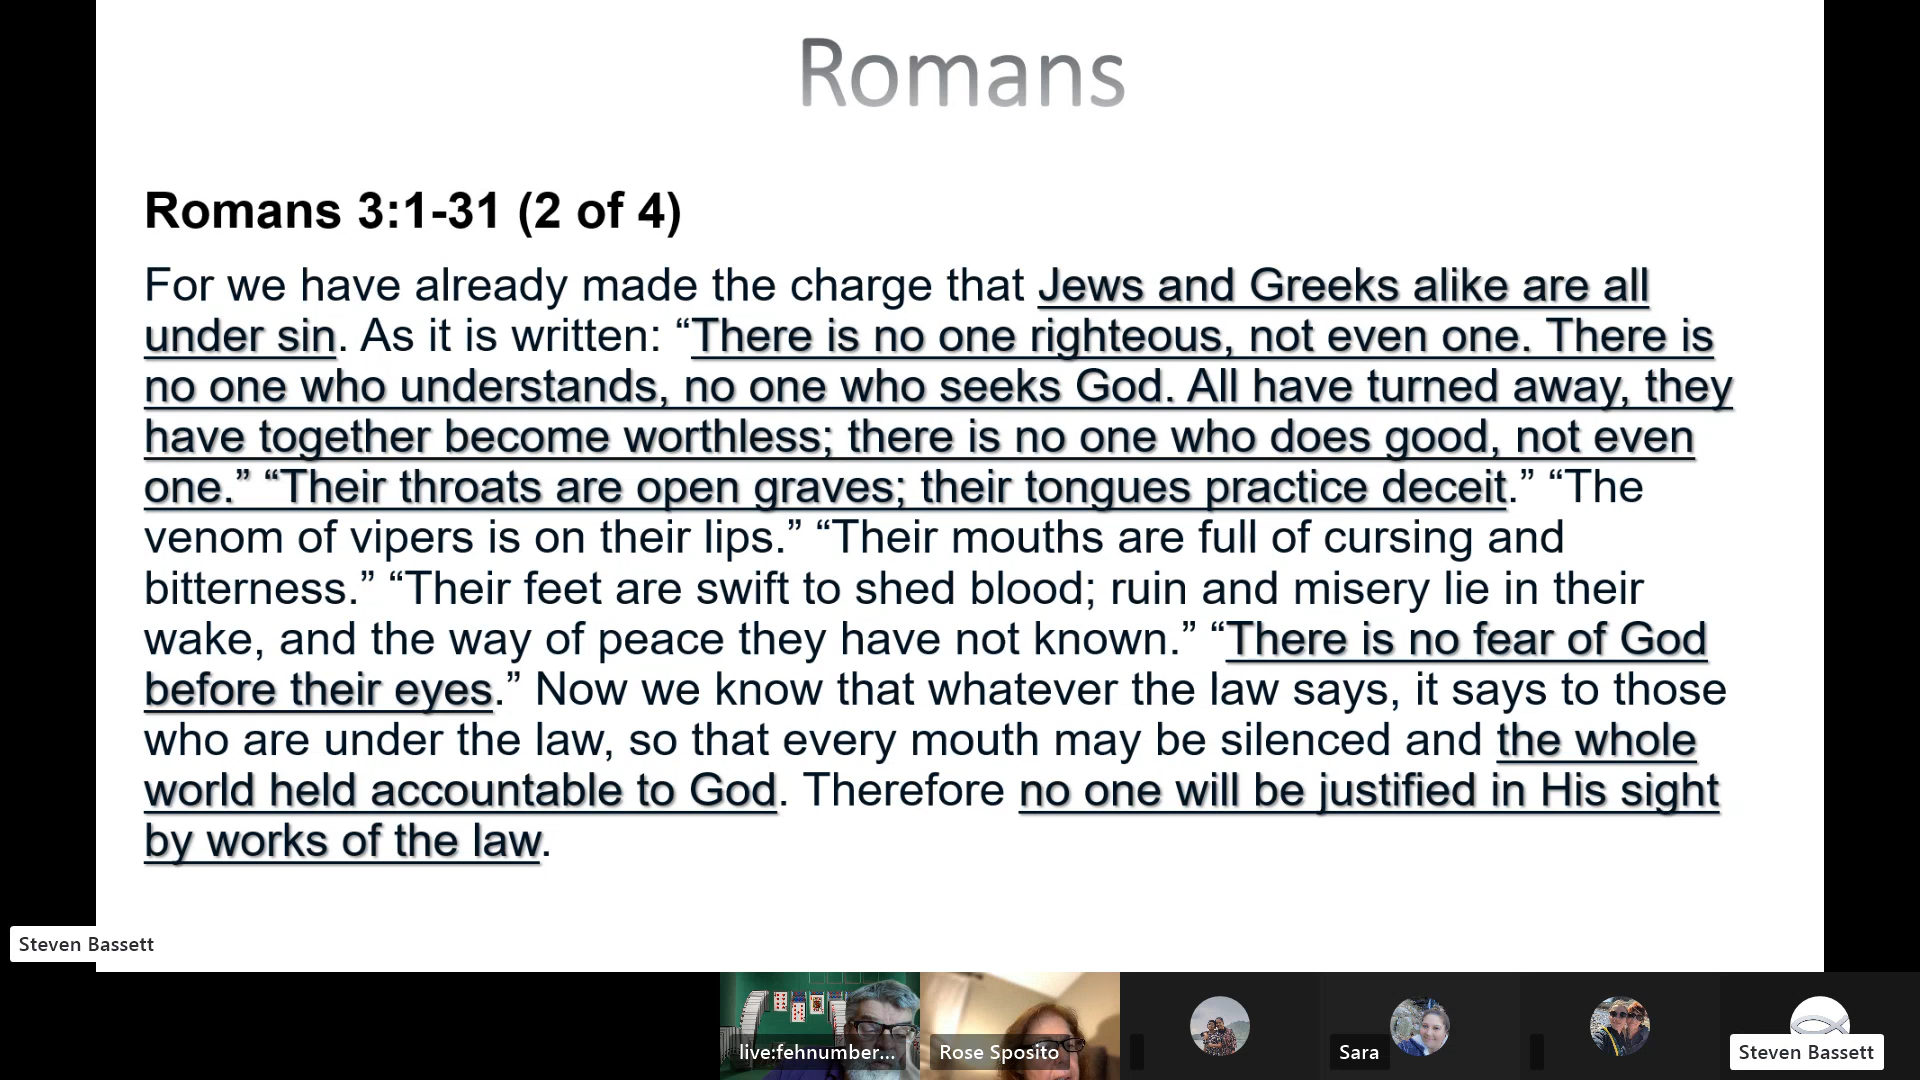 Romans
Romans 3:1-31 (2 of 4)
For we have already made the charge that Jews and Greeks alike are all
under sin. As it is written: “There is no one righteous, not even one. There is
no one who understands, no one who seeks God. All have turned away, they
have together become worthless; there is no one who does good, not even
one.” “Their throats are open graves; their tongues practice deceit.” “The
venom of vipers is on their lips.” “Their mouths are full of cursing and
bitterness.” “Their feet are swift to shed blood; ruin and misery lie in their
wake, and the way of peace they have not known.” “There is no fear of God
before their eyes.” Now we know that whatever the law says, it says to those
who are under the law, so that every mouth may be silenced and the whole
world held accountable to God. Therefore no one will be justified in His sight
by works of the law.
Steven Bassett
live:fehnumber...
Rose Sposito
Sara
Steven Bassett